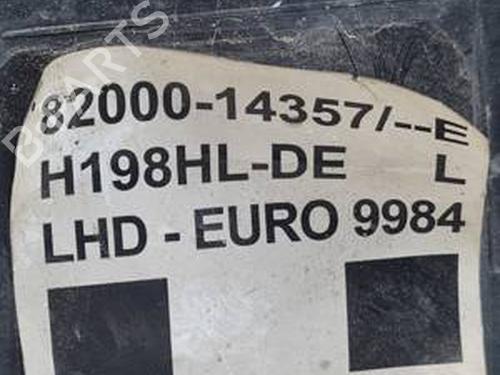 82000-14357/--E
H198HL-DE L
LHD - EURO 9984